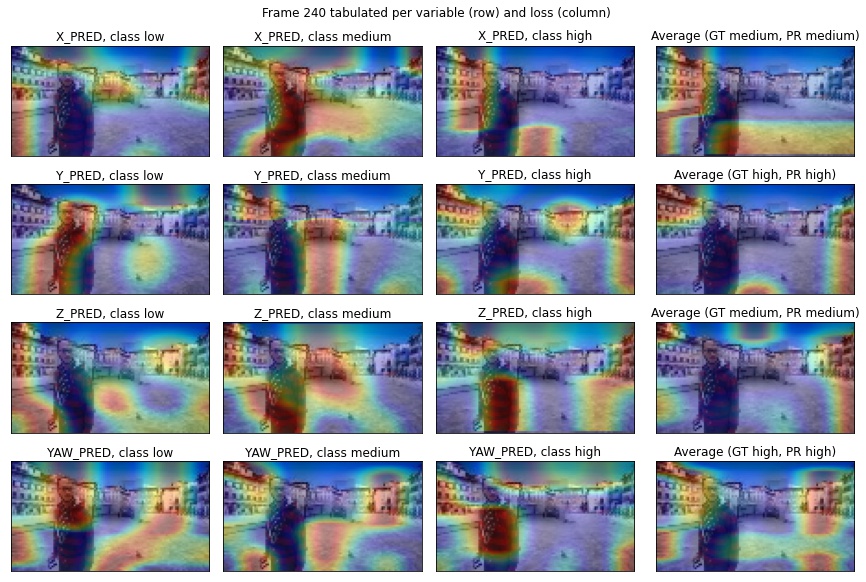 Frame 240 tabulated per variable (row) and loss (column)
X_PRED, class low
X_PRED, class medium
X_PRED, class high
Average (GT medium, PR medium)
Y_PRED, class low
Y_PRED, class medium
Y_PRED, class high
Average (GT high, PR high)
Z_PRED, class low
Z_PRED, class medium
Z_PRED, class high
Average (GT medium, PR medium)
YAW_PRED, class low
YAW_PRED, class medium
YAW_PRED, class high
Average (GT high, PR high)